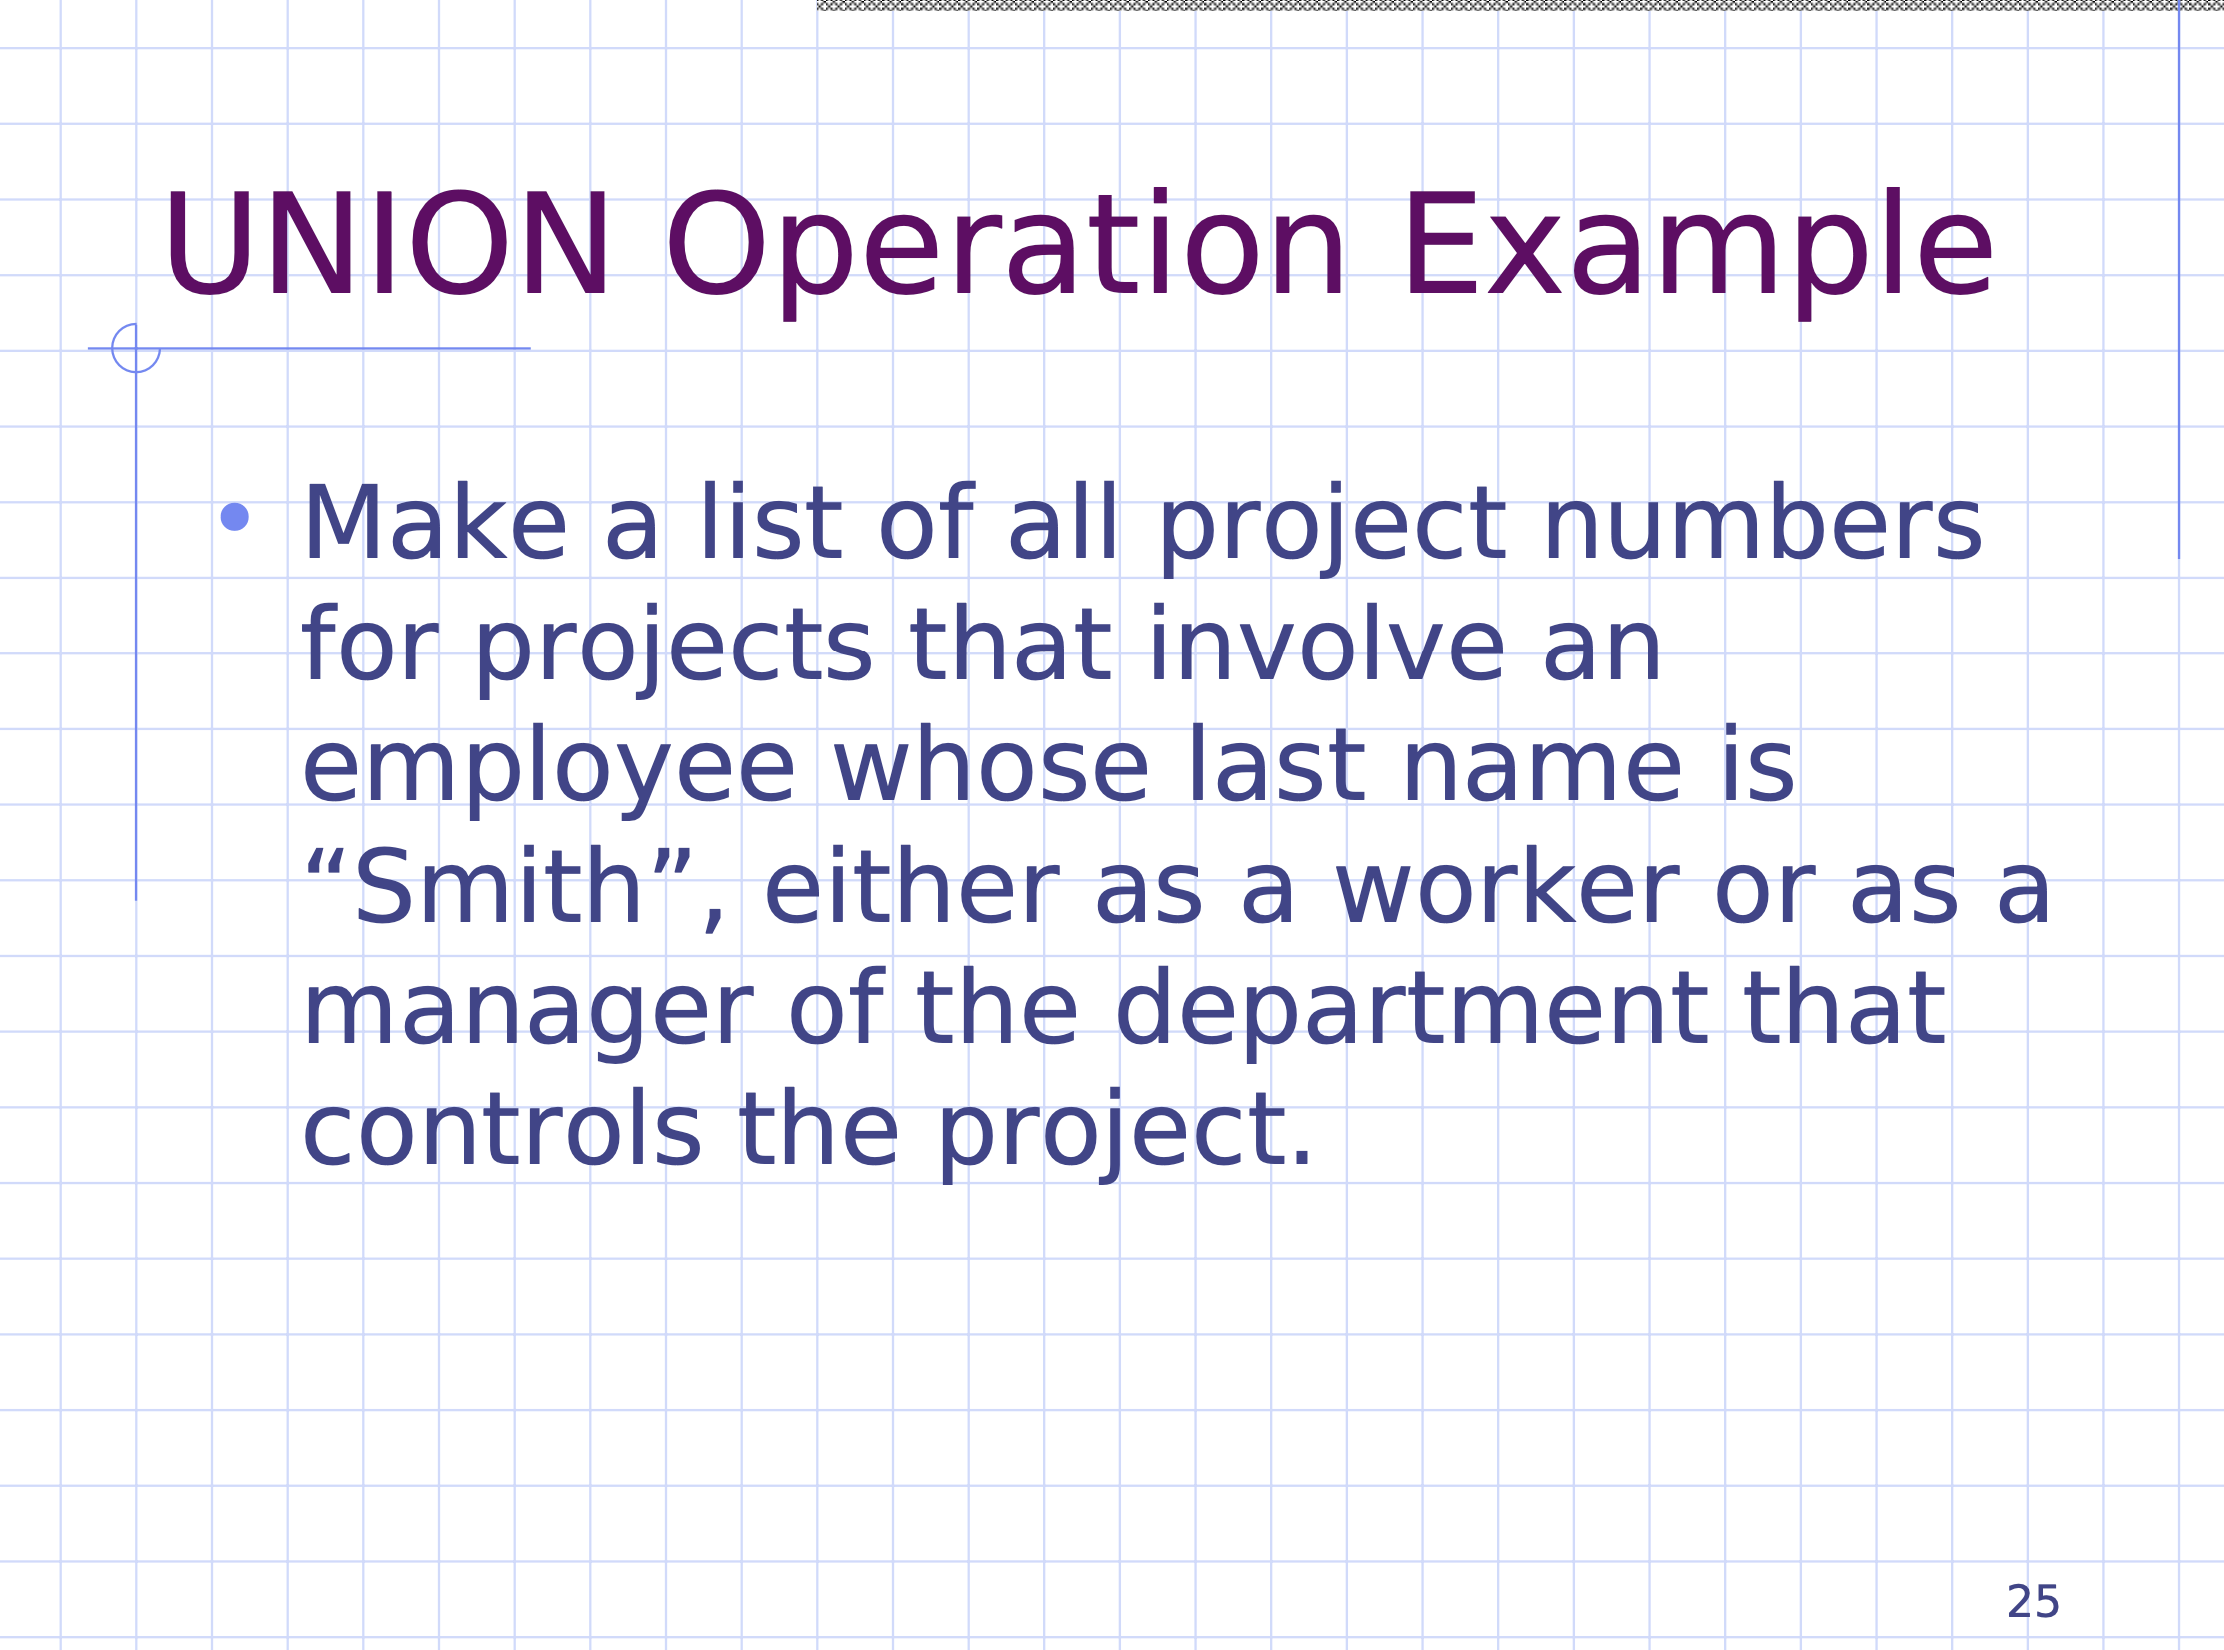 UNION Operation Example
• Make a list of all project numbers
for projects that involve an
employee whose last name is
“Smith”, either as a worker or as a
manager of the department that
controls the project.
25